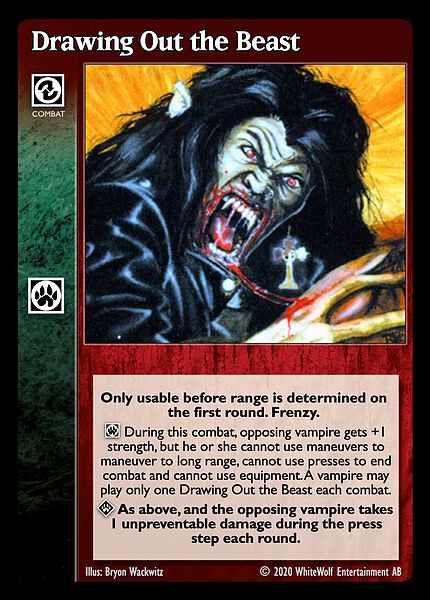 Drawing Out the Beast
COMBAT
Only usable before range is determined on
the first round. Frenzy.
During this combat, opposing vampire gets +1
strength, but he or she cannot use maneuvers to
maneuver to long range, cannot use presses to end
combat and cannot use equipment. A vampire may
play only one Drawing Out the Beast each combat.
As above, and the opposing vampire takes
1 unpreventable damage during the press
step each round.
Illus: Bryon Wackwitz
© 2020 WhiteWolf Entertainment AB